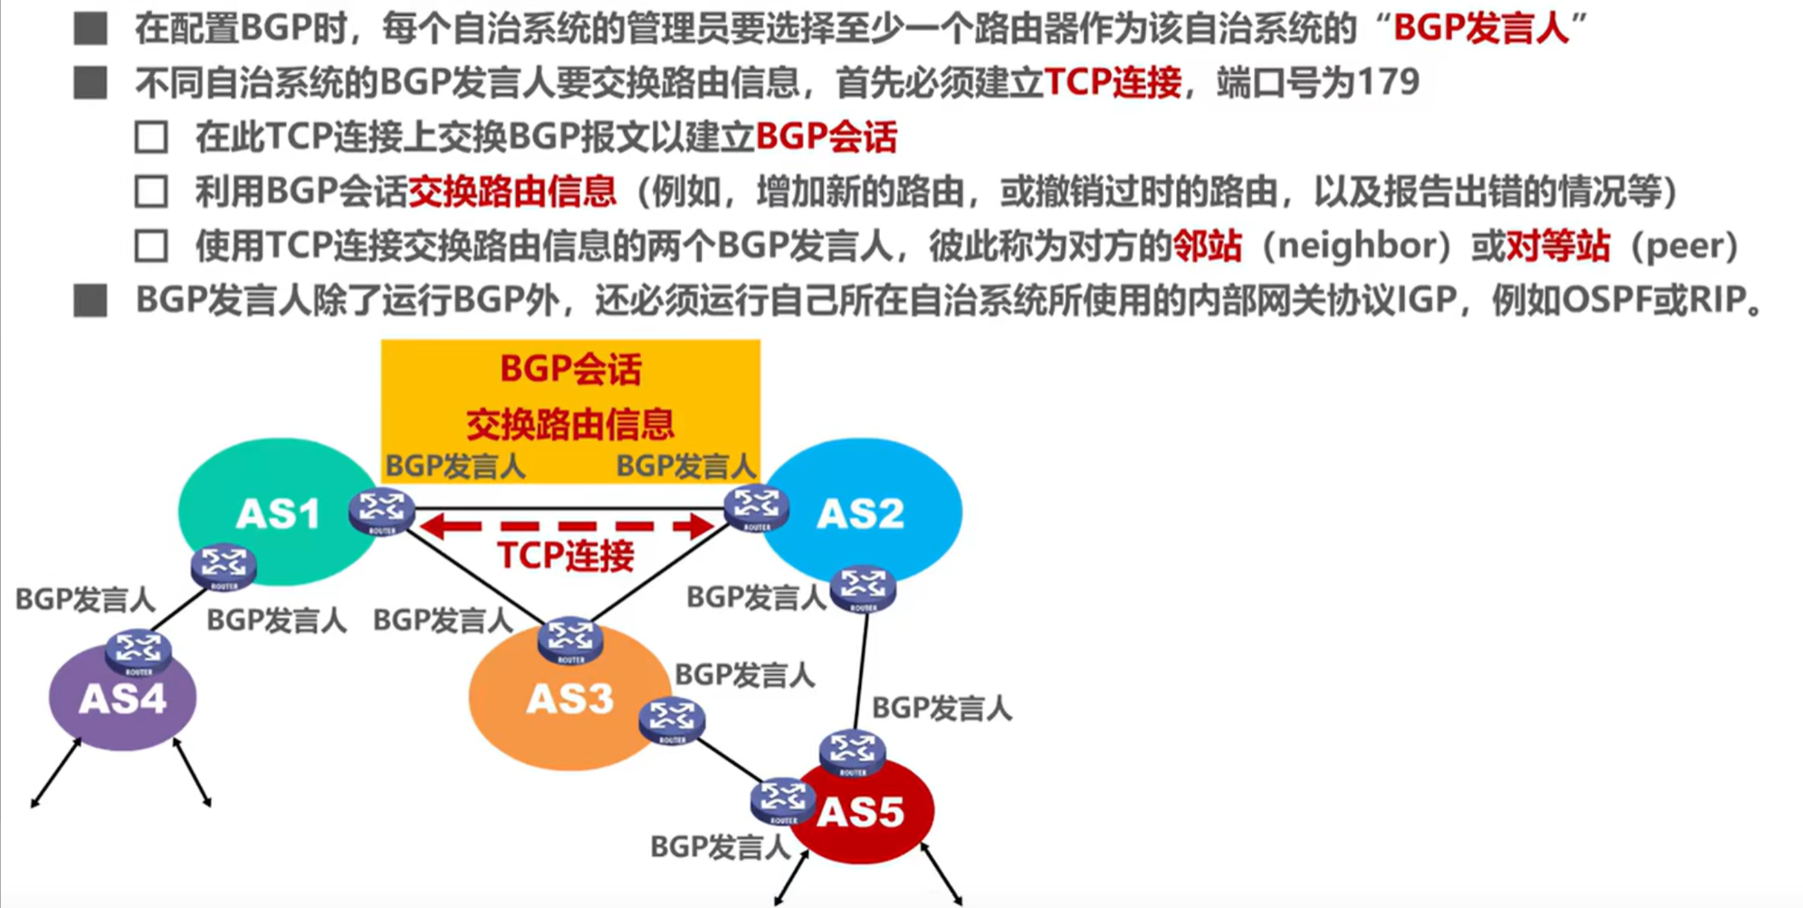 在配置BGP时，每个自治系统的管理员要选择至少一个路由器作为该自治系统的“BGP发言人”
不同自治系统的BGP发言人要交换路由信息，首先必须建立TCP连接，端口号为179
在此TCP连接上交换BGP报文以建立BGP会话
利用BGP会话交换路由信息（例如，增加新的路由，或撤销过时的路由，以及报告出错的情况等）
使用TCP连接交换路由信息的两个BGP发言人，彼此称为对方的邻站（neighbor）或对等站（peer）
BGP发言人除了运行BGP外，还必须运行自己所在自治系统所使用的内部网关协议IGP，例如OSPF或RIP。
BGP会话
交换路由信息
BGP发言人 BGP发言人
AS1 ROUTER ROUTER AS2
TCP连接
ROUTER
BGP发言人
BGP发言人 BGP发言人
BGP发言人
ROUTER
ROUTER
ROUTER
AS4
AS3
BGP发言人
BGP发言人
ROUTER
ROUTER
ROUTER
AS5
BGP发言人